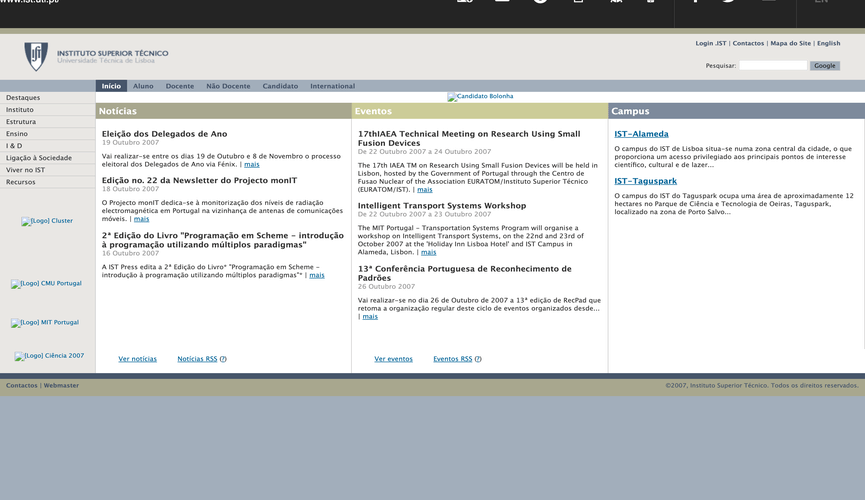 www.ist.utl.pt
EN
INSTITUTO SUPERIOR TÉCNICO
Universidade Técnica de Lisboa
Login .IST | Contactos | Mapa do Site | English
Pesquisar:
Google
Início
Aluno
Docente
Não Docente
Candidato
International
Destaques
Instituto
Estrutura
Ensino
I & D
Ligação à Sociedade
Viver no IST
Recursos
[Logo] Cluster
[Logo] CMU Portugal
[Logo] MIT Portugal
[Logo] Ciência 2007
Candidato Bolonha
Notícias
Eleição dos Delegados de Ano
19 Outubro 2007
Vai realizar-se entre os dias 19 de Outubro e 8 de Novembro o processo
eleitoral dos Delegados de Ano via Fénix. | mais
Edição no. 22 da Newsletter do Projecto monIT
18 Outubro 2007
O Projecto monIT dedica-se à monitorização dos níveis de radiação
electromagnética em Portugal na vizinhança de antenas de comunicações
móveis. | mais
2ª Edição do Livro "Programação em Scheme - introdução
à programação utilizando múltiplos paradigmas"
16 Outubro 2007
A IST Press edita a 2ª Edição do Livro* "Programação em Scheme -
introdução à programação utilizando múltiplos paradigmas"* | mais
Ver notícias
Notícias RSS (?)
Eventos
17thIAEA Technical Meeting on Research Using Small
Fusion Devices
De 22 Outubro 2007 a 24 Outubro 2007
The 17th IAEA TM on Research Using Small Fusion Devices will be held in
Lisbon, hosted by the Government of Portugal through the Centro de
Fusao Nuclear of the Association EURATOM/Instituto Superior Técnico
(EURATOM/IST). | mais
Intelligent Transport Systems Workshop
De 22 Outubro 2007 a 23 Outubro 2007
The MIT Portugal - Transportation Systems Program will organise a
workshop on Intelligent Transport Systems, on the 22nd and 23rd of
October 2007 at the 'Holiday Inn Lisboa Hotel' and IST Campus in
Alameda, Lisbon. | mais
13ª Conferência Portuguesa de Reconhecimento de
Padrões
26 Outubro 2007
Vai realizar-se no dia 26 de Outubro de 2007 a 13ª edição de RecPad que
retoma a organização regular deste ciclo de eventos organizados desde...
| mais
Ver eventos
Eventos RSS (?)
Campus
IST-Alameda
O campus do IST de Lisboa situa-se numa zona central da cidade, o que
proporciona um acesso privilegiado aos principais pontos de interesse
científico, cultural e de lazer...
IST-Taguspark
O campus do IST do Taguspark ocupa uma área de aproximadamente 12
hectares no Parque de Ciência e Tecnologia de Oeiras, Taguspark,
localizado na zona de Porto Salvo...
Contactos | Webmaster
©2007, Instituto Superior Técnico. Todos os direitos reservados.